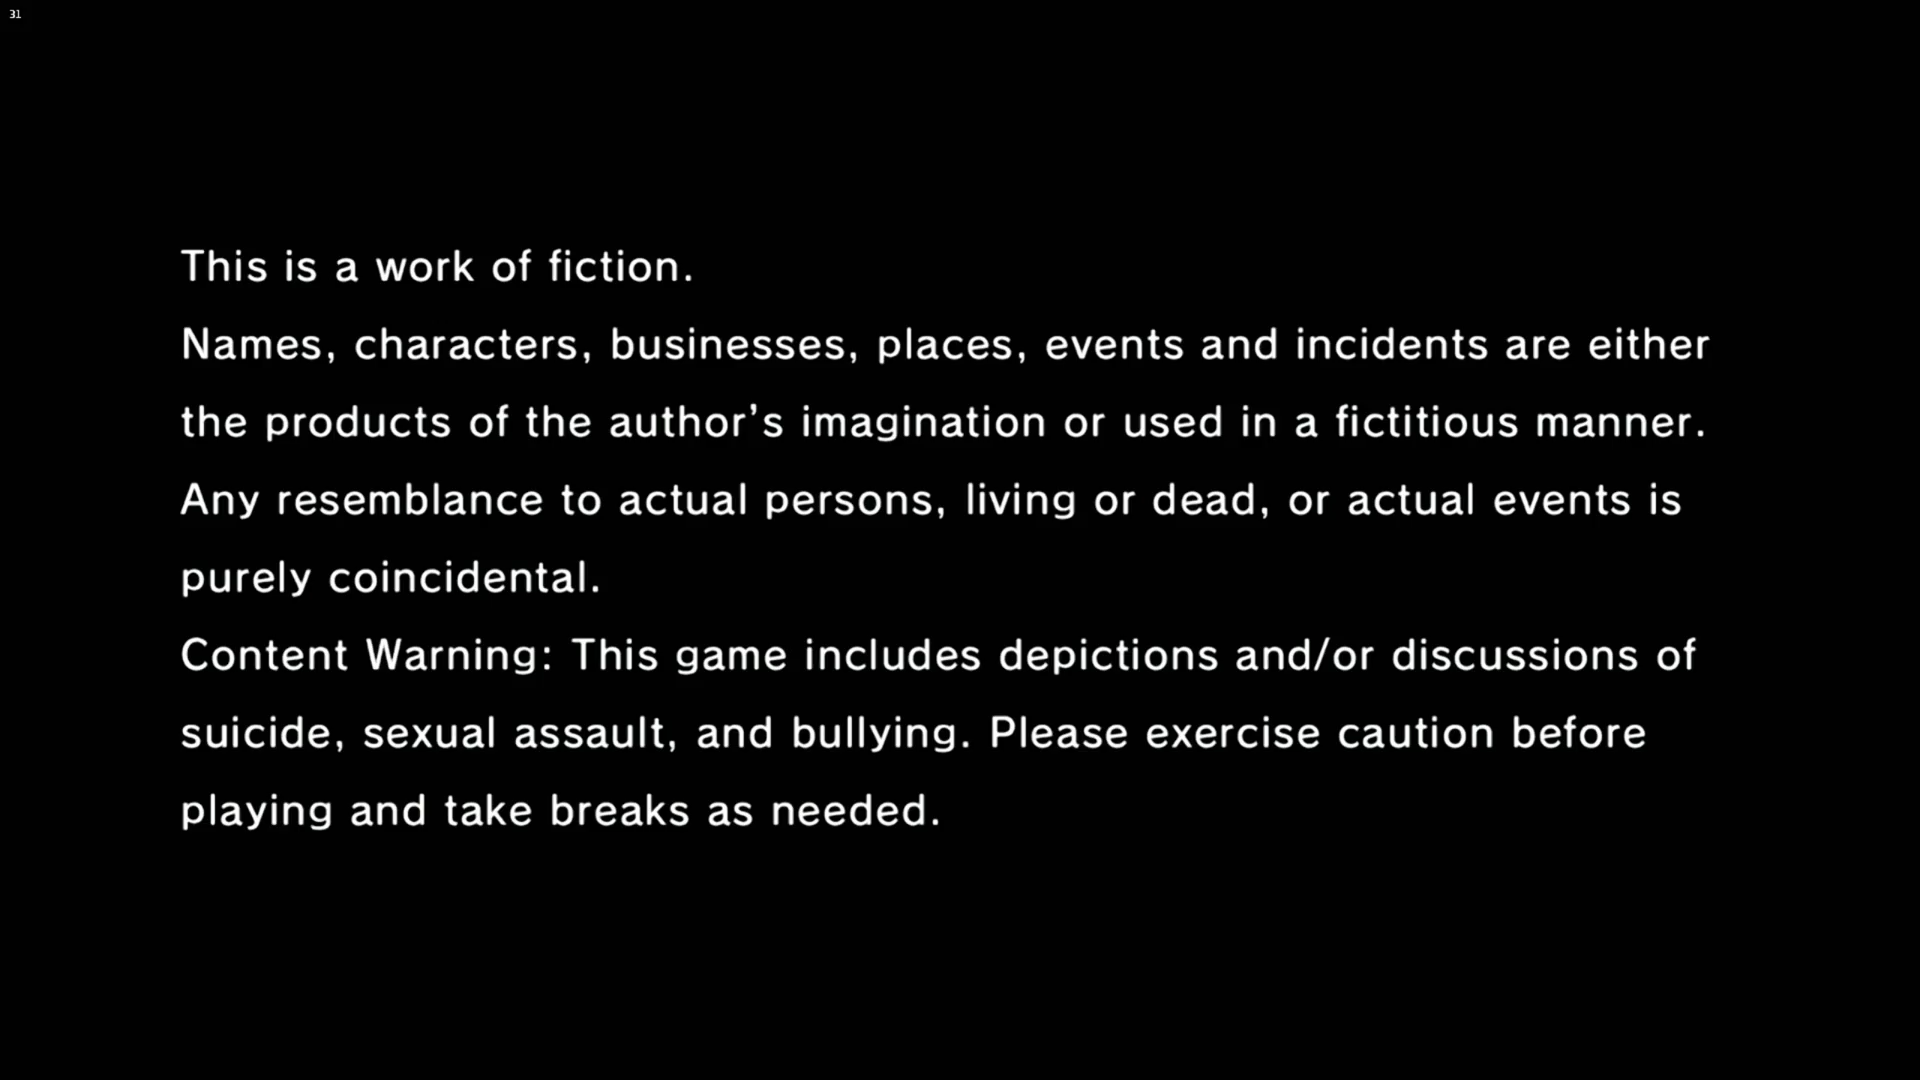 31
This is a work of fiction.
Names, characters, businesses, places, events and incidents are either
the products of the author’s imagination or used in a fictitious manner.
Any resemblance to actual persons, living or dead, or actual events is
purely coincidental.
Content Warning: This game includes depictions and/or discussions of
suicide, sexual assault, and bullying. Please exercise caution before
playing and take breaks as needed.